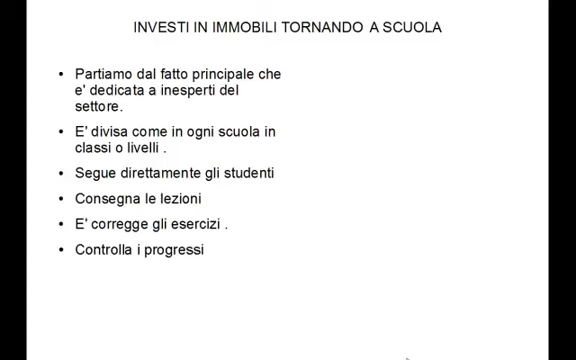 INVESTI IN IMMOBILI TORNANDO A SCUOLA
• Partiamo dal fatto principale che
e' dedicata a inesperti del
settore.
• E' divisa come in ogni scuola in
classi o livelli .
• Segue direttamente gli studenti
• Consegna le lezioni
• E' corregge gli esercizi .
• Controlla i progressi